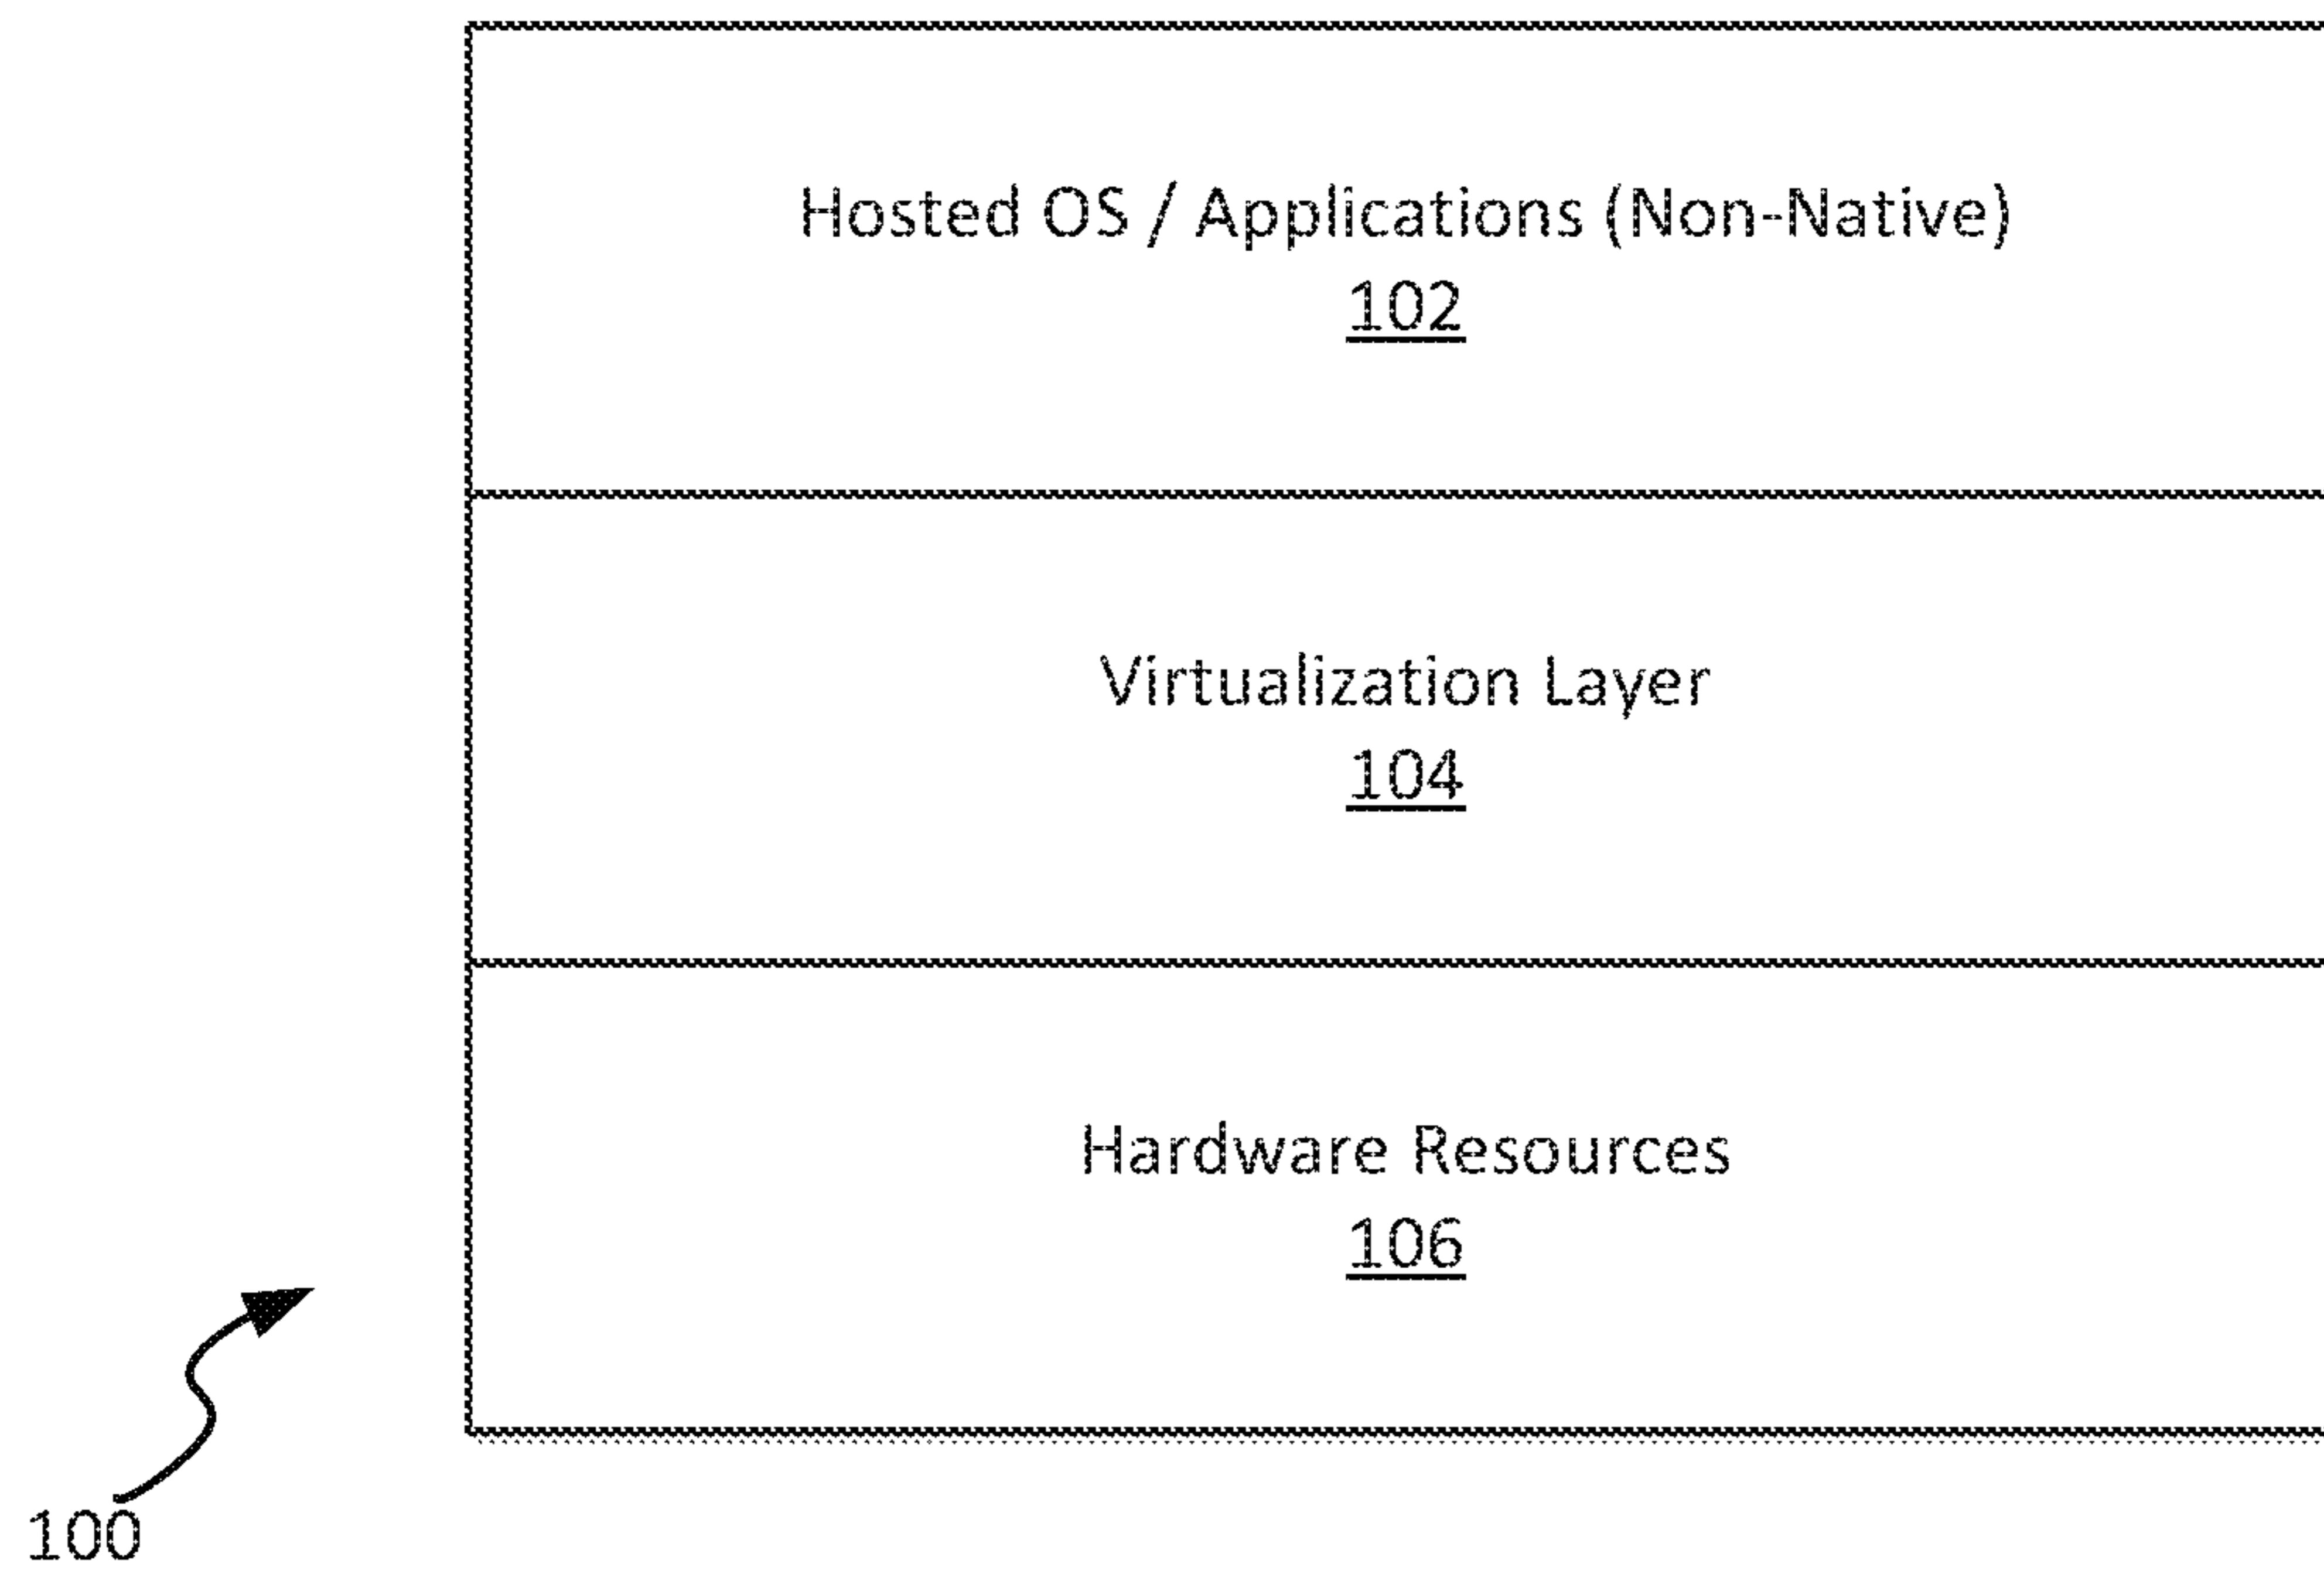 Hosted OS / Applications (Non-Native)
102
Virtualization Layer
104
Hardware Resources
106
100